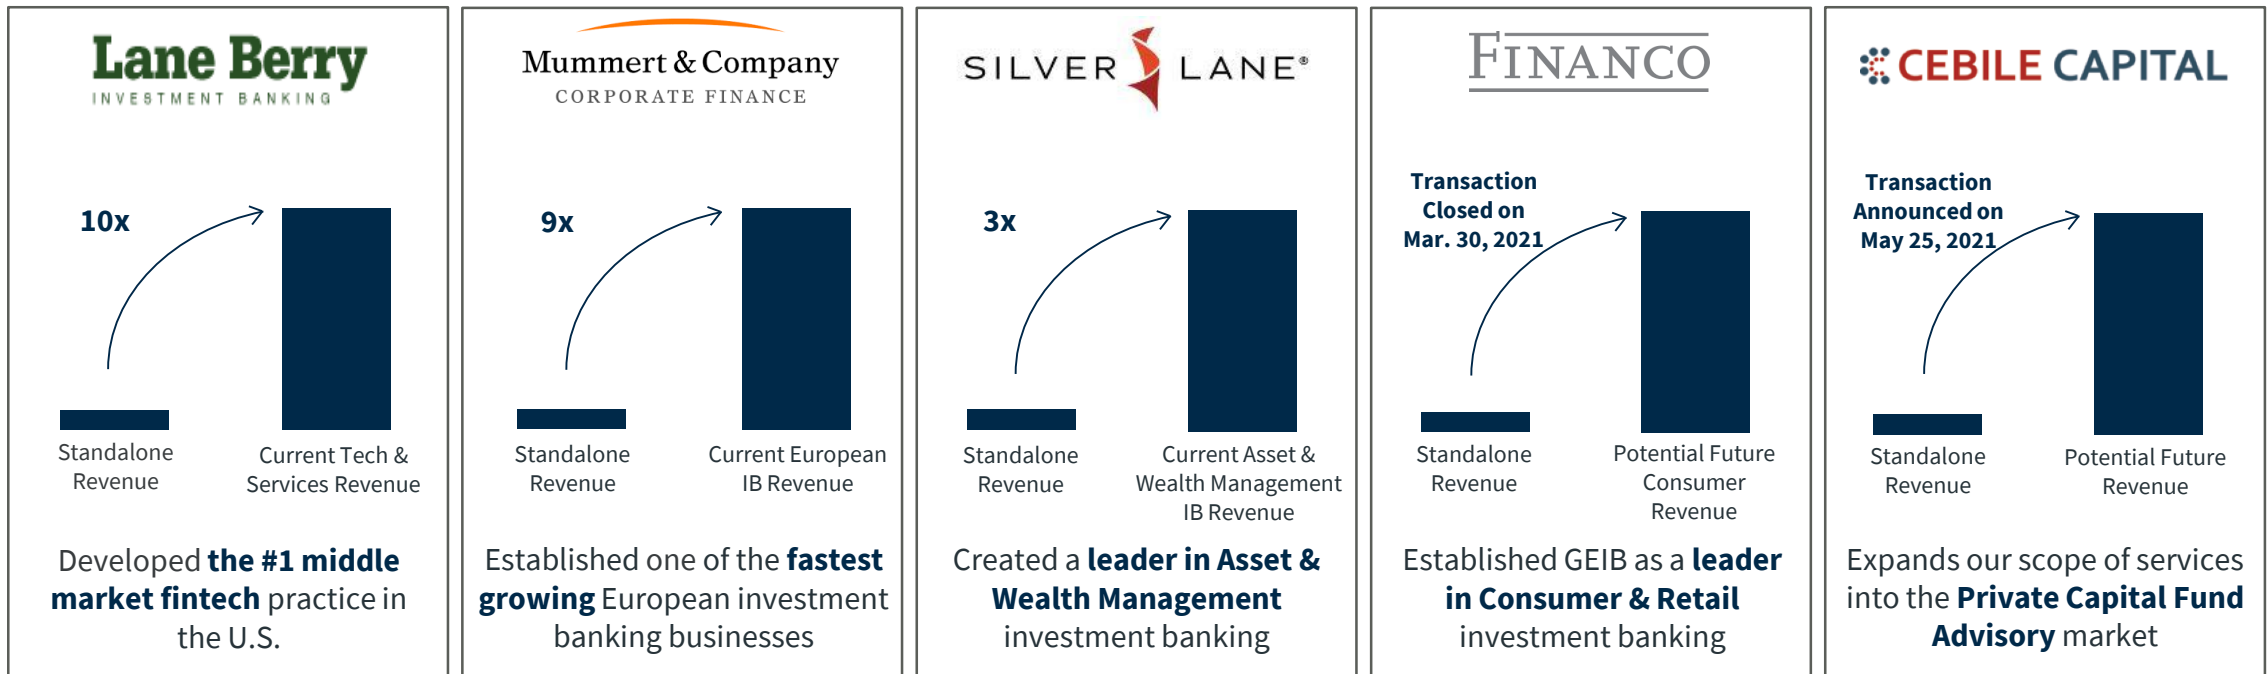 Lane Berry
INVESTMENT BANKING
10x
Standalone
Revenue
Current Tech &
Services Revenue
Developed the #1 middle
market fintech practice in
the U.S.
Mummert & Company
CORPORATE FINANCE
9x
Standalone
Revenue
Current European
IB Revenue
Established one of the fastest
growing European investment
banking businesses
SILVER LANE®
3x
Standalone
Revenue
Current Asset &
Wealth Management
IB Revenue
Created a leader in Asset &
Wealth Management
investment banking
FINANCO
Transaction
Closed on
Mar. 30, 2021
Standalone
Revenue
Potential Future
Consumer
Revenue
Established GEIB as a leader
in Consumer & Retail
investment banking
CEBILE CAPITAL
Transaction
Announced on
May 25, 2021
Standalone
Revenue
Potential Future
Revenue
Expands our scope of services
into the Private Capital Fund
Advisory market